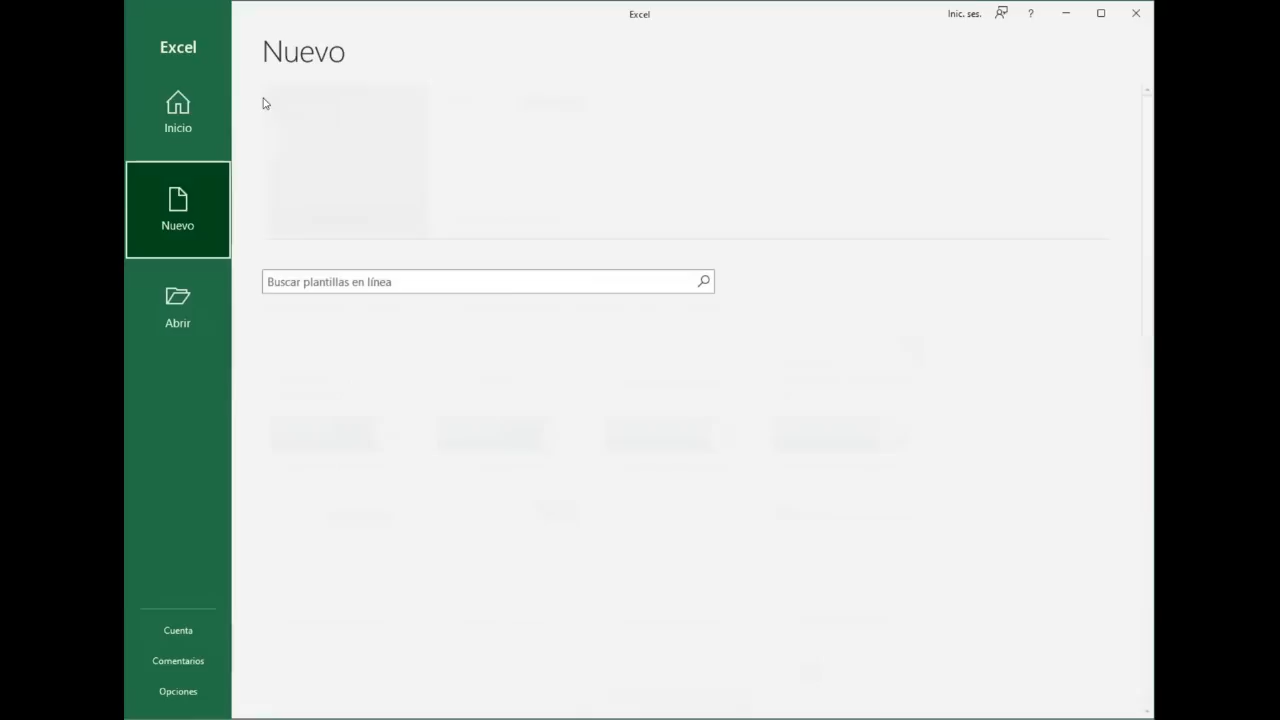 Excel
Inic. ses.
?
Excel
Nuevo
Inicio
Nuevo
Buscar plantillas en línea
Abrir
Cuenta
Comentarios
Opciones